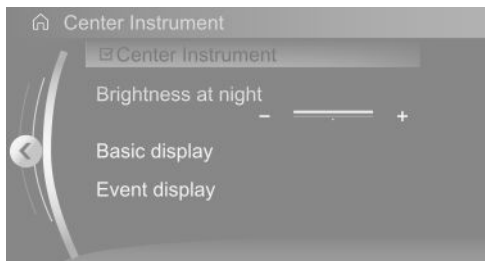 Center Instrument
Center Instrument
Brightness at night
- +
Basic display
Event display